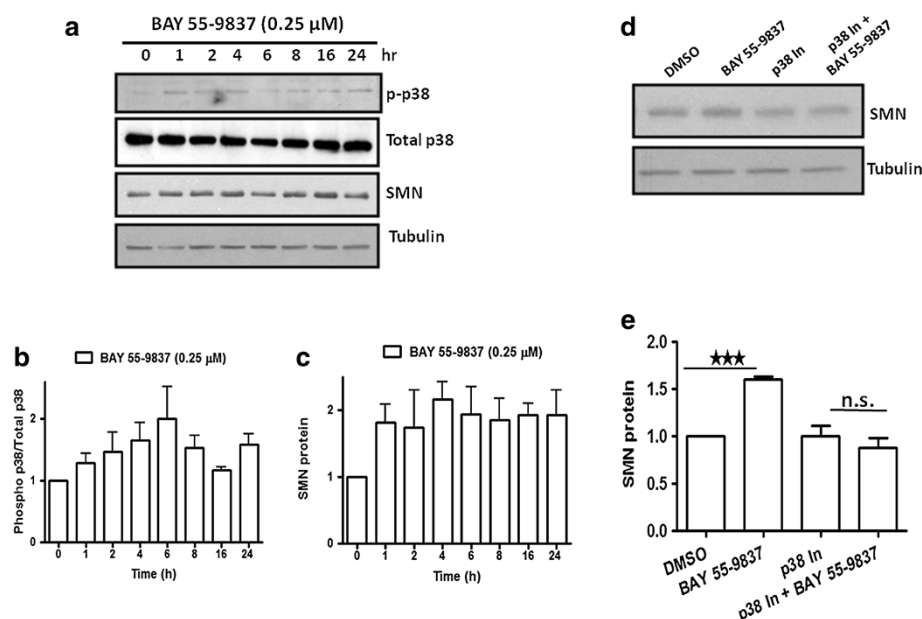 a
BAY 55-9837 (0.25 µM)
0 1 2 4 6 8 16 24 hr
p-p38
Total p38
SMN
Tubulin
d
DMSO
BAY 55-9837
p38 In
p38 In +
BAY 55-9837
SMN
Tubulin
b
BAY 55-9837 (0.25 µM)
Phospho p38/Total p38
2
1
0
0 1 2 4 6 8 16 24
Time (h)
c
BAY 55-9837 (0.25 µM)
SMN protein
2
1
0
0 1 2 4 6 8 16 24
Time (h)
e
SMN protein
2.0
1.5
1.0
0.5
0.0
★★★
n.s.
DMSO
BAY 55-9837
p38 In
p38 In + BAY 55-9837